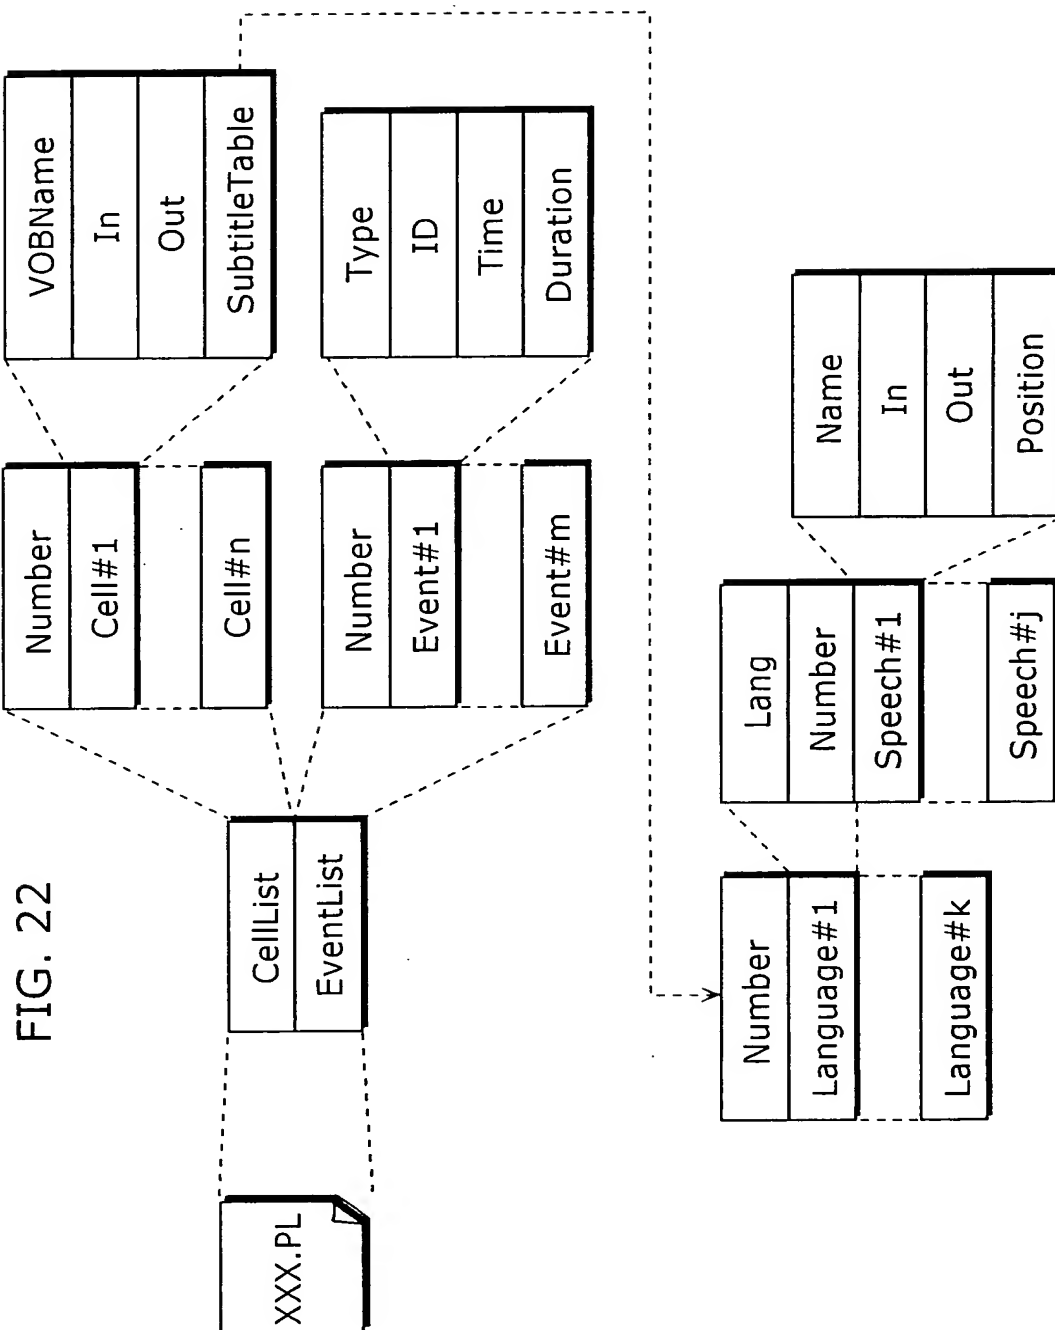 FIG. 22
XXX.PL
CellList
EventList
Number
Cell#1
Cell#n
Number
Event#1
Event#m
VOBName
In
Out
SubtitleTable
Type
ID
Time
Duration
Number
Language#1
Language#k
Lang
Number
Speech#1
Speech#j
Name
In
Out
Position